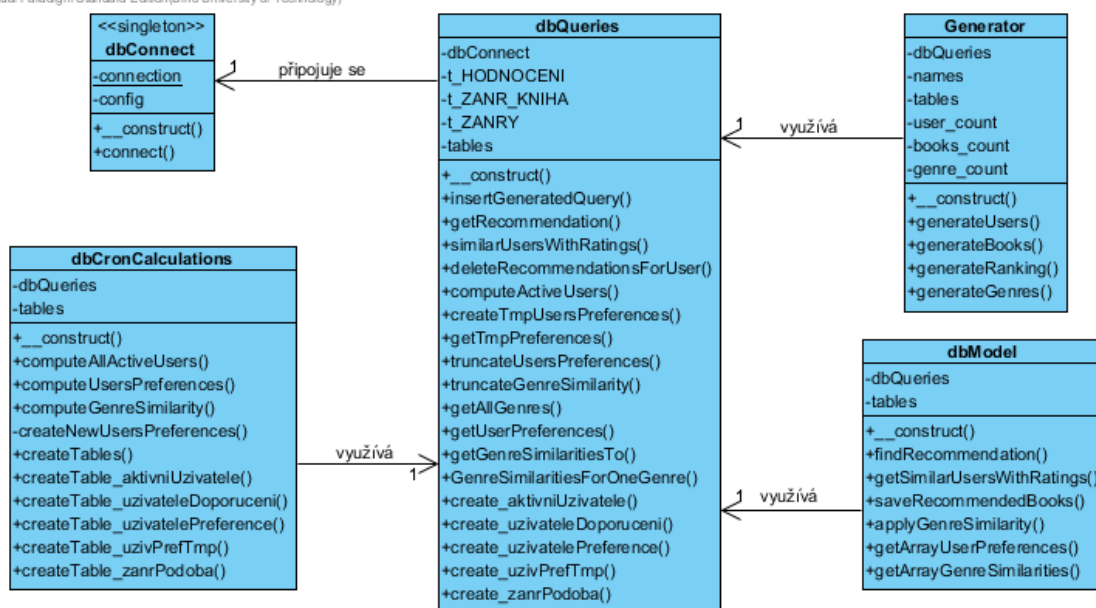 <<singleton>>
dbConnect
-connection
-config
+__construct()
+connect()
1
připojuje se
dbQueries
-dbConnect
-t_HODNOCENI
-t_ZANR_KNIHA
-t_ZANRY
-tables
+__construct()
+insertGeneratedQuery()
+getRecommendation()
+similarUsersWithRatings()
+deleteRecommendationsForUser()
+computeActiveUsers()
+createTmpUsersPreferences()
+getTmpPreferences()
+truncateUsersPreferences()
+truncateGenreSimilarity()
+getAllGenres()
+getUserPreferences()
+getGenreSimilaritiesTo()
+GenreSimilaritiesForOneGenre()
+create_aktivniUzivatele()
+create_uzivateleDoporuceni()
+create_uzivatelePreference()
+create_uzivPrefTmp()
+create_zanrPodoba()
1
využívá
Generator
-dbQueries
-names
-tables
-user_count
-books_count
-genre_count
+__construct()
+generateUsers()
+generateBooks()
+generateRanking()
+generateGenres()
dbCronCalculations
-dbQueries
-tables
+__construct()
+computeAllActiveUsers()
+computeUsersPreferences()
+computeGenreSimilarity()
-createNewUsersPreferences()
+createTables()
+createTable_aktivniUzivatele()
+createTable_uzivateleDoporuceni()
+createTable_uzivatelePreference()
+createTable_uzivPrefTmp()
+createTable_zanrPodoba()
využívá
1
1
využívá
dbModel
-dbQueries
-tables
+__construct()
+findRecommendation()
+getSimilarUsersWithRatings()
+saveRecommendedBooks()
+applyGenreSimilarity()
+getArrayUserPreferences()
+getArrayGenreSimilarities()